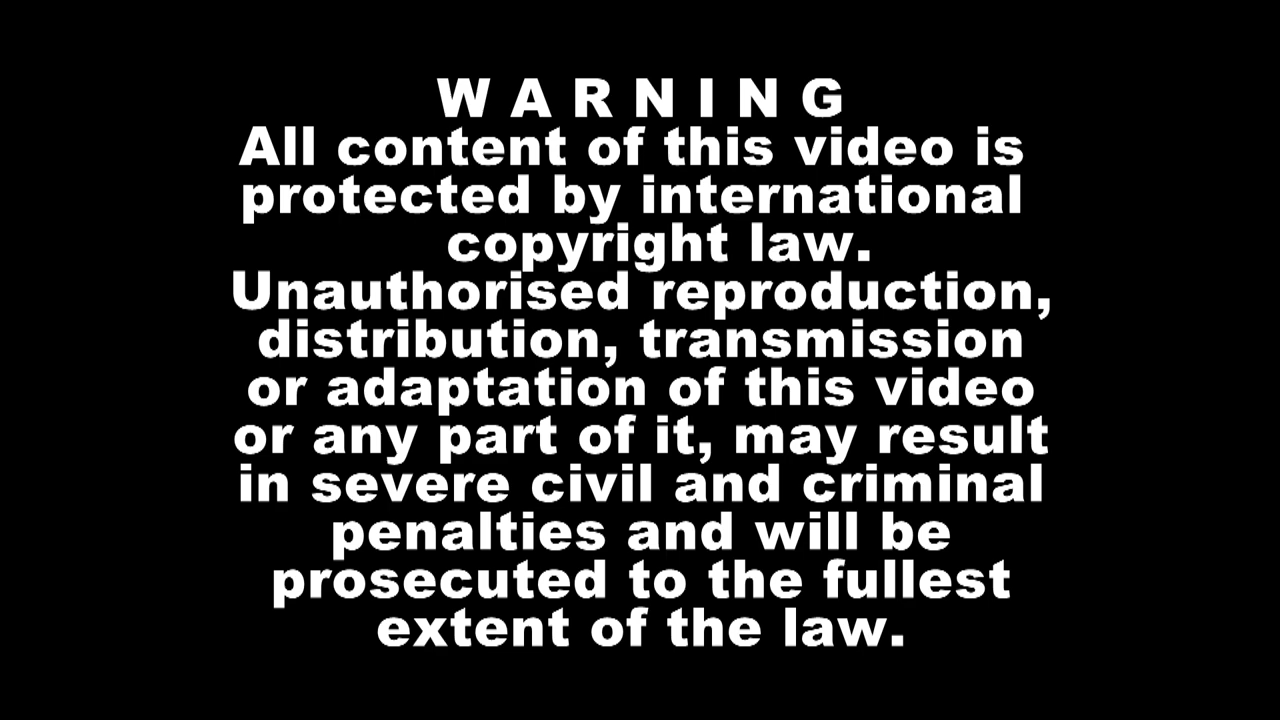 W A R N I N G
All content of this video is
protected by international
copyright law.
Unauthorised reproduction,
distribution, transmission
or adaptation of this video
or any part of it, may result
in severe civil and criminal
penalties and will be
prosecuted to the fullest
extent of the law.